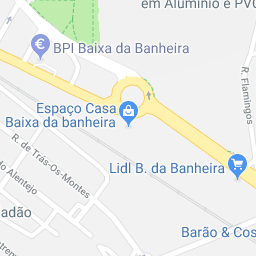 em Alumínio e PVC
BPI Baixa da Banheira
R. Flamingos
Espaço Casa
Baixa da banheira
R. de Trás-Os-Montes
Lidl B. da Banheira
do Alentejo
Barão & Cos